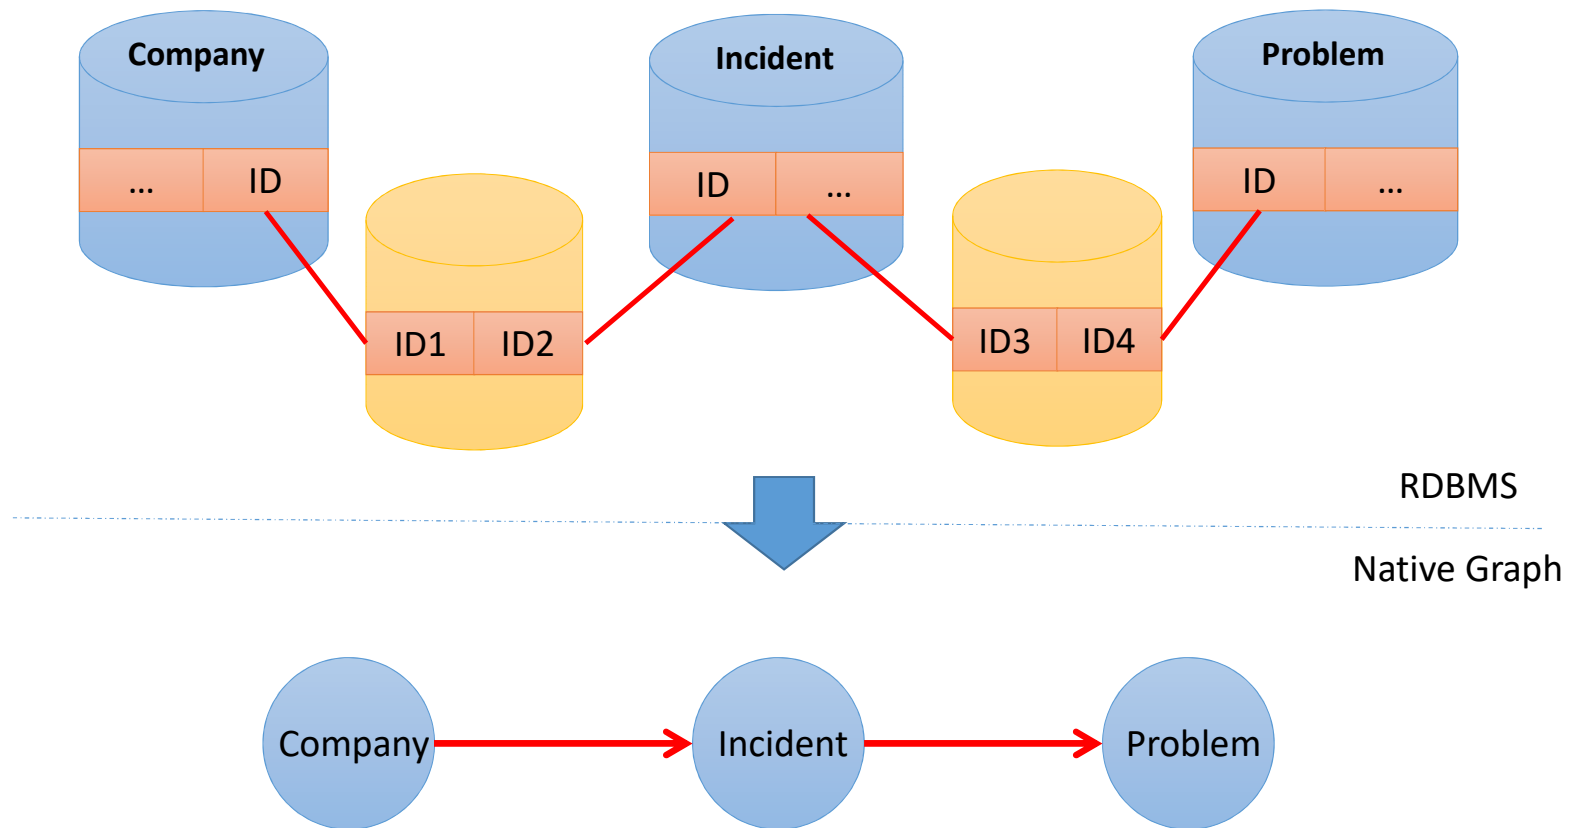 Company
Incident
Problem
... ID
ID ...
ID ...
ID1 ID2
ID3 ID4
RDBMS
Native Graph
Company
Incident
Problem